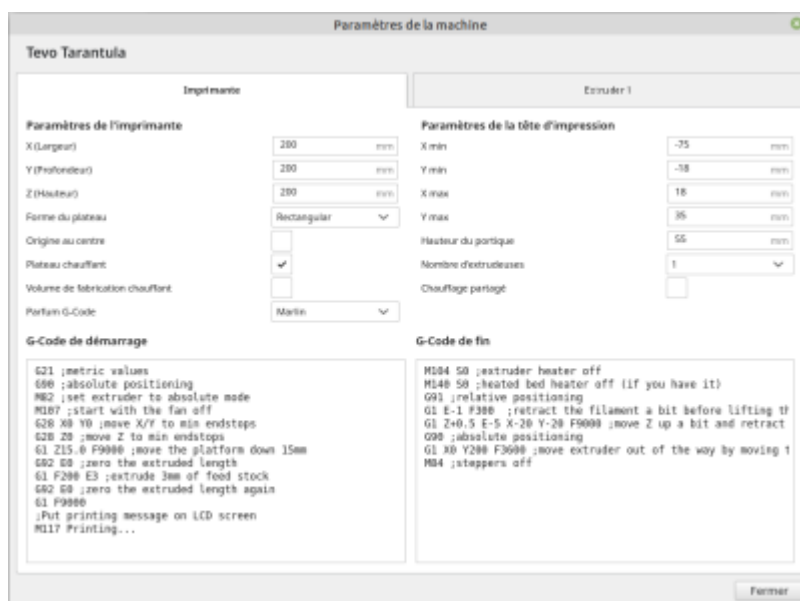 Paramètres de la machine
Tevo Tarantula
Imprimante
Extruder 1
Paramètres de l'imprimante
X (Largeur) 200 mm
Y (Profondeur) 200 mm
Z (Hauteur) 200 mm
Forme du plateau Rectangular
Origine au centre
Plateau chauffant
Volume de fabrication chauffant
Parfum G-Code Marlin
Paramètres de la tête d'impression
X min -75 mm
Y min -18 mm
X max 18 mm
Y max 35 mm
Hauteur du portique 55 mm
Nombre d'extrudeuses 1
Chauffage partagé
G-Code de démarrage
G21 ;metric values
G90 ;absolute positioning
M82 ;set extruder to absolute mode
M107 ;start with the fan off
G28 X0 Y0 ;move X/Y to min endstops
G28 Z0 ;move Z to min endstops
G1 Z15.0 F9000 ;move the platform down 15mm
G92 E0 ;zero the extruded length
G1 F200 E3 ;extrude 3mm of feed stock
G92 E0 ;zero the extruded length again
G1 F9000
;Put printing message on LCD screen
M117 Printing...
G-Code de fin
M104 S0 ;extruder heater off
M140 S0 ;heated bed heater off (if you have it)
G91 ;relative positioning
G1 E-1 F300  ;retract the filament a bit before lifting th
G1 Z+0.5 E-5 X-20 Y-20 F9000 ;move Z up a bit and retract
G90 ;absolute positioning
G1 X0 Y200 F3600 ;move extruder out of the way by moving t
M84 ;steppers off
Fermer